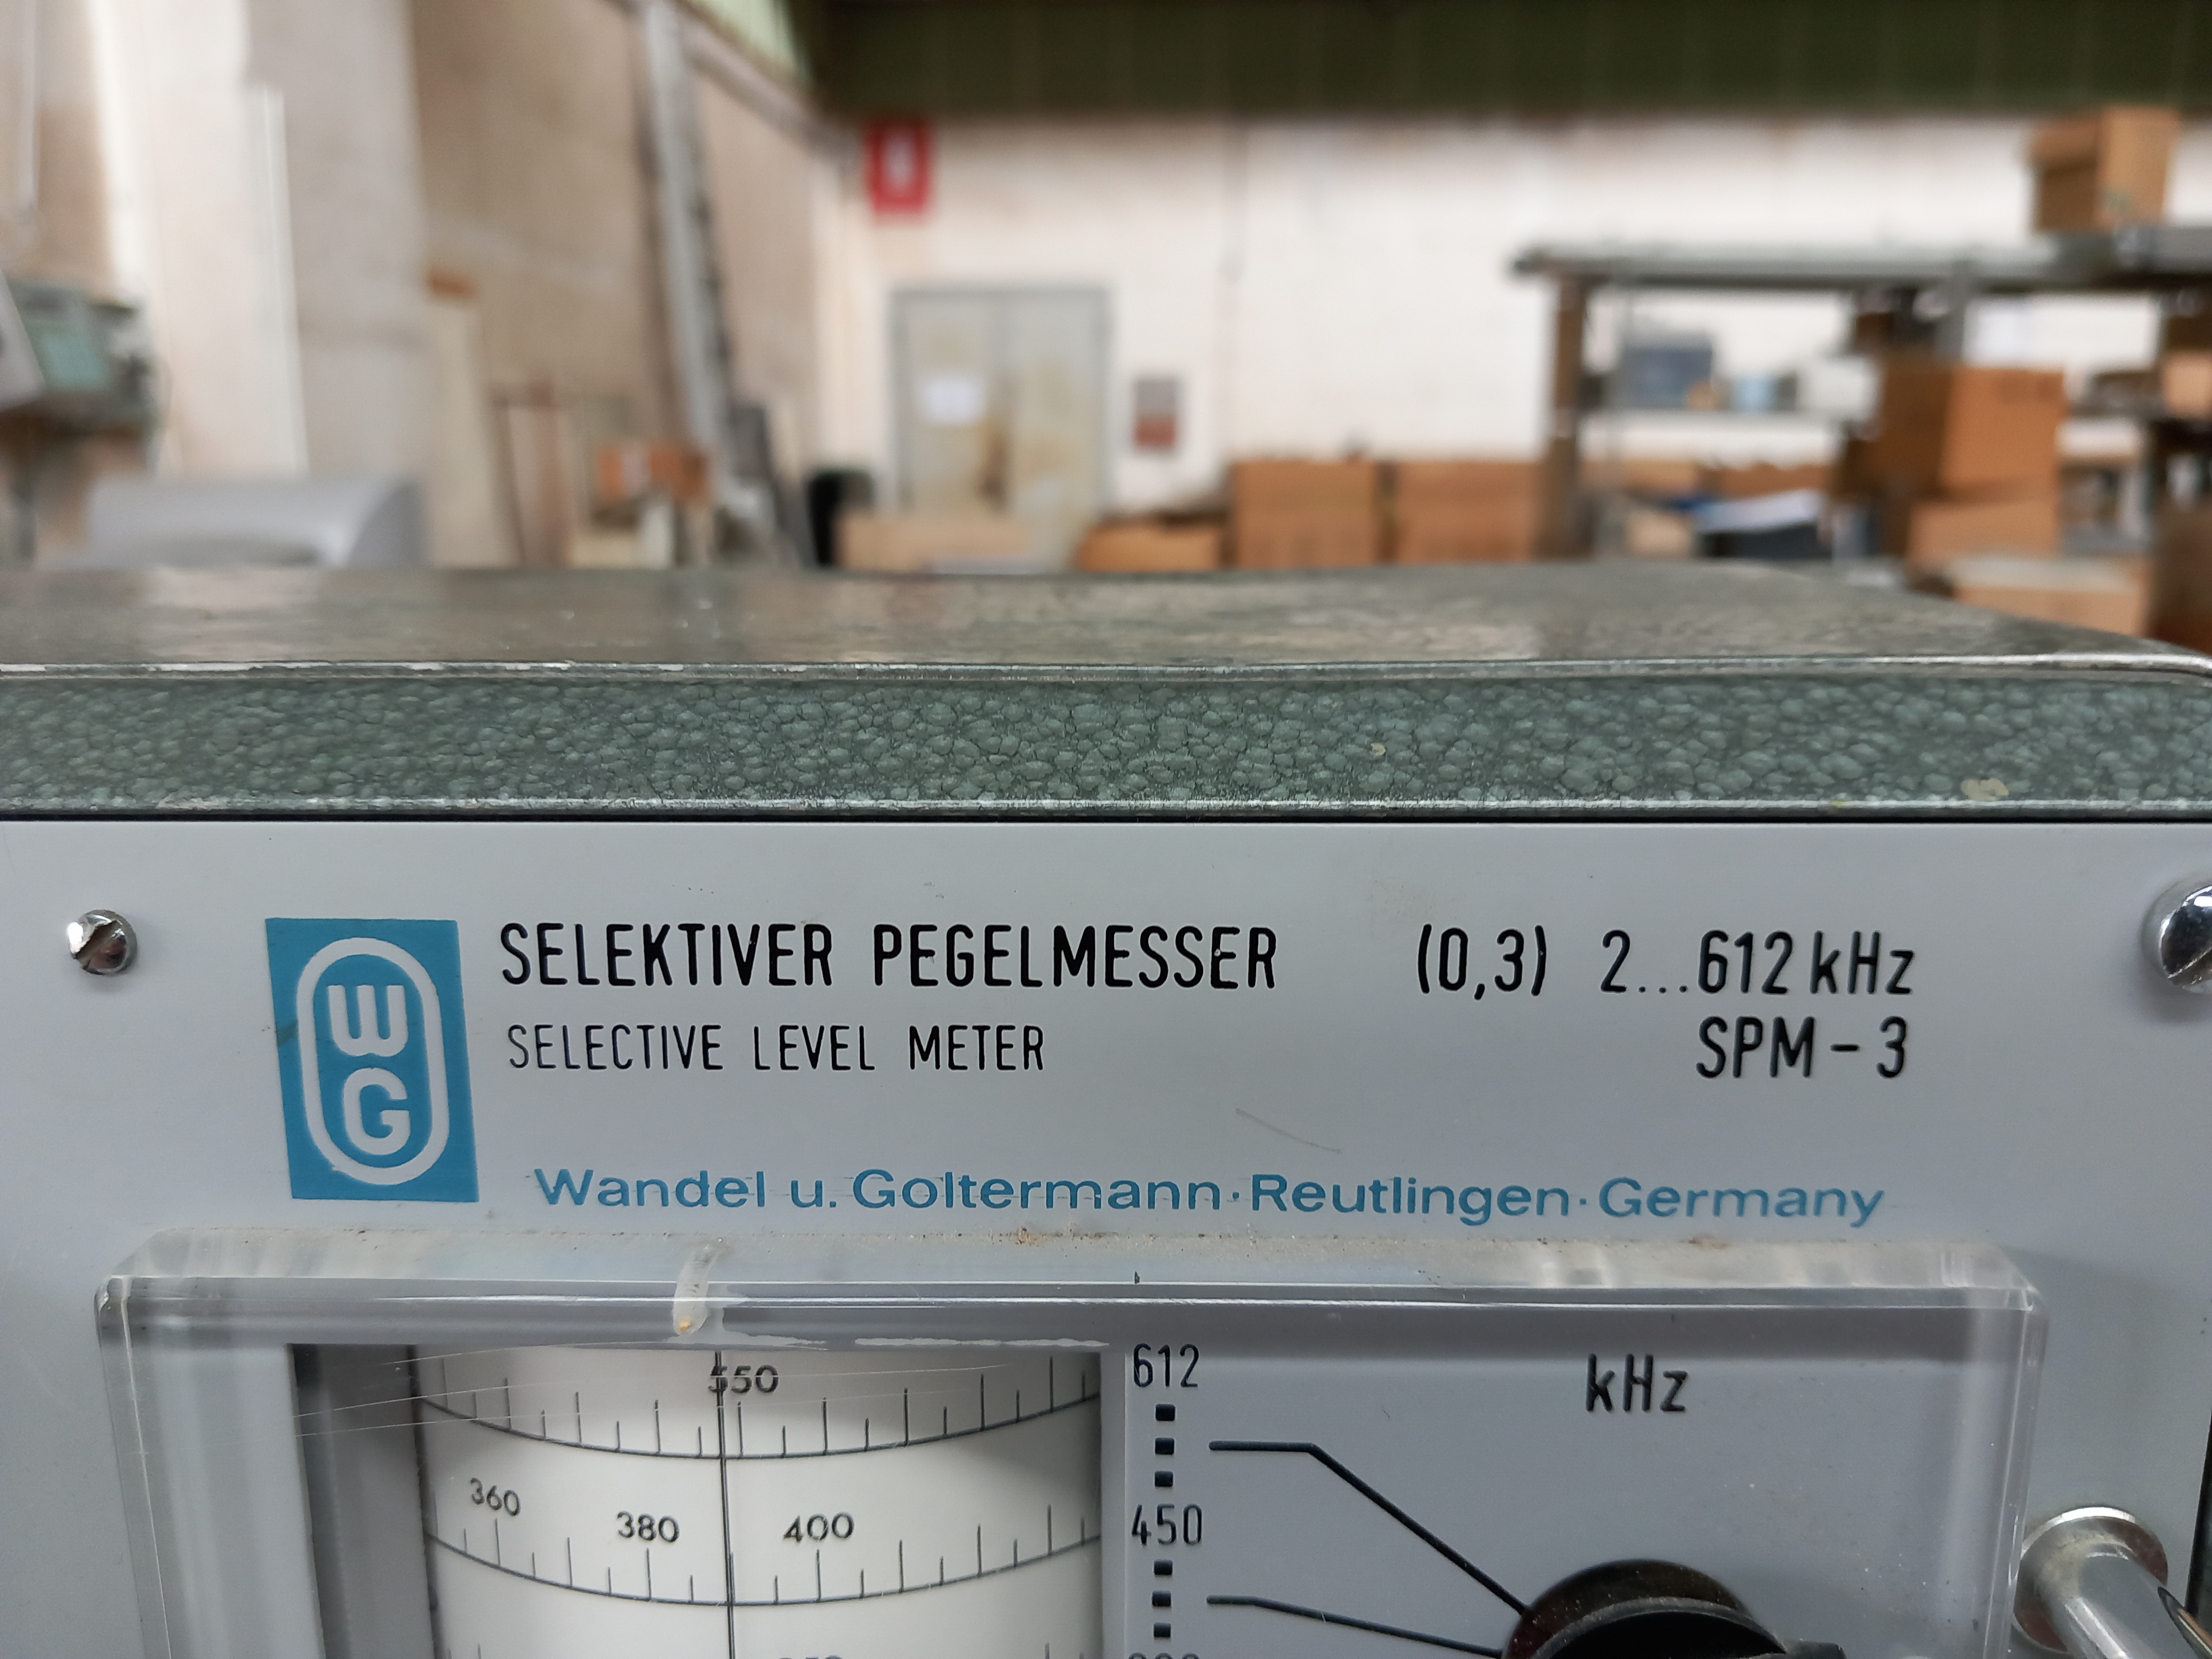 SELEKTIVER PEGELMESSER (0,3) 2...612 kHz
SELECTIVE LEVEL METER SPM-3
WG
Wandel u. Goltermann·Reutlingen·Germany
612 kHz
550
360 380 400
450